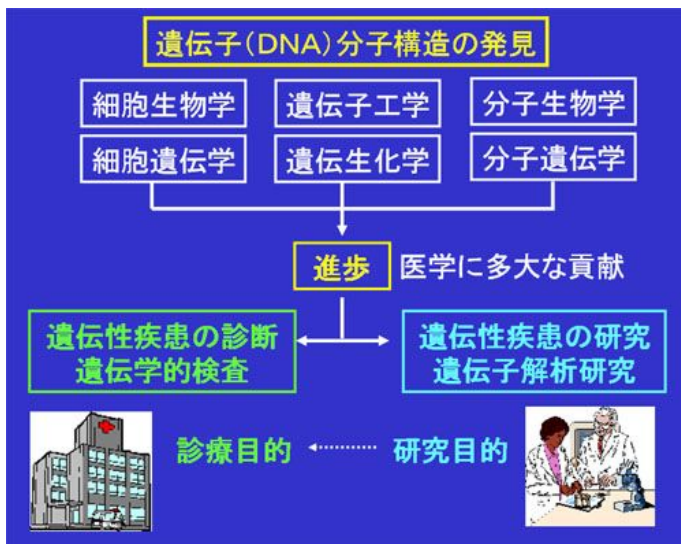 遺伝子(DNA)分子構造の発見
細胞生物学
遺伝子工学
分子生物学
細胞遺伝学
遺伝生化学
分子遺伝学
進歩
医学に多大な貢献
遺伝性疾患の診断
遺伝学的検査
遺伝性疾患の研究
遺伝子解析研究
診療目的
研究目的